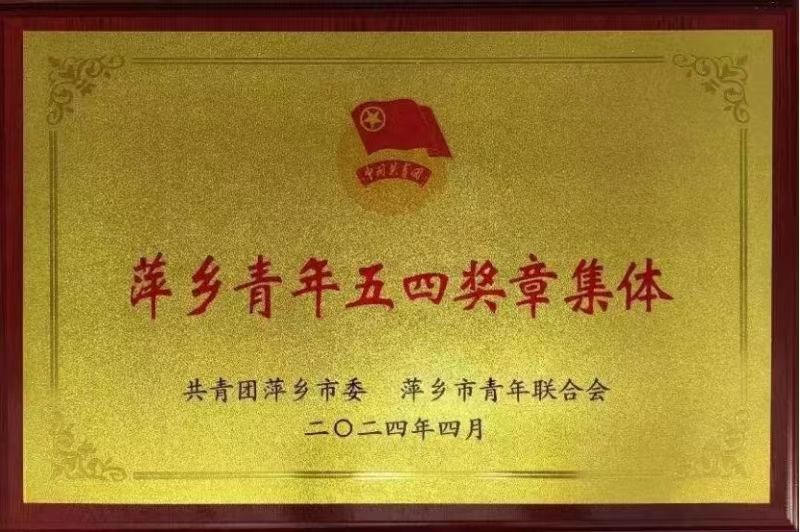 中国共青团
萍乡青年五四奖章集体
共青团萍乡市委 萍乡市青年联合会
二〇二四年四月